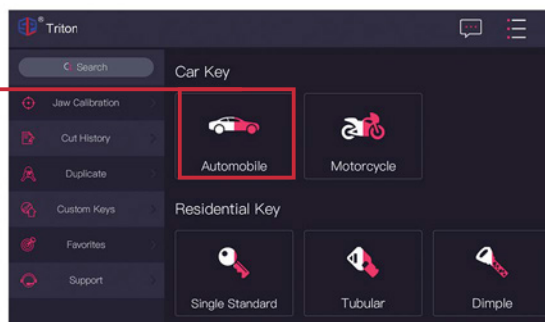 Triton
Search
Jaw Calibration
Cut History
Duplicate
Custom Keys
Favorites
Support
Car Key
Automobile
Motorcycle
Residential Key
Single Standard
Tubular
Dimple